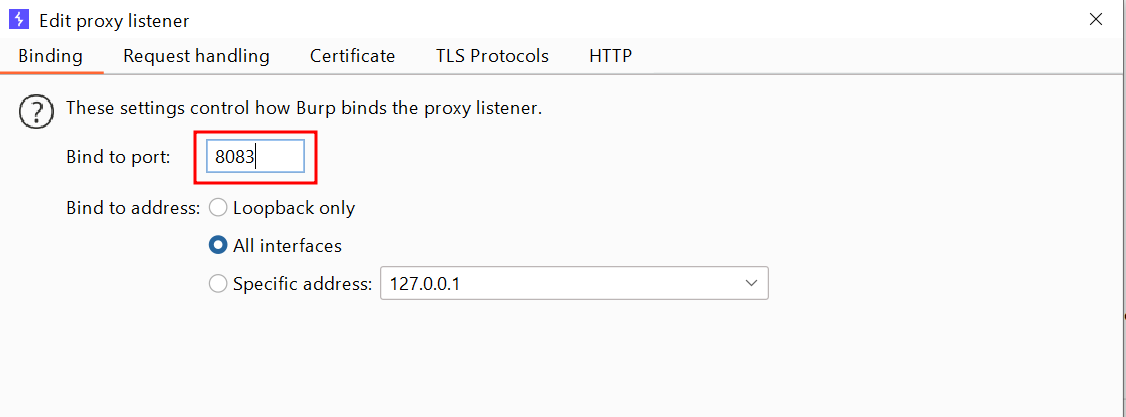 Edit proxy listener
Binding Request handling Certificate TLS Protocols HTTP
? These settings control how Burp binds the proxy listener.
Bind to port: 8083
Bind to address: Loopback only
All interfaces
Specific address: 127.0.0.1